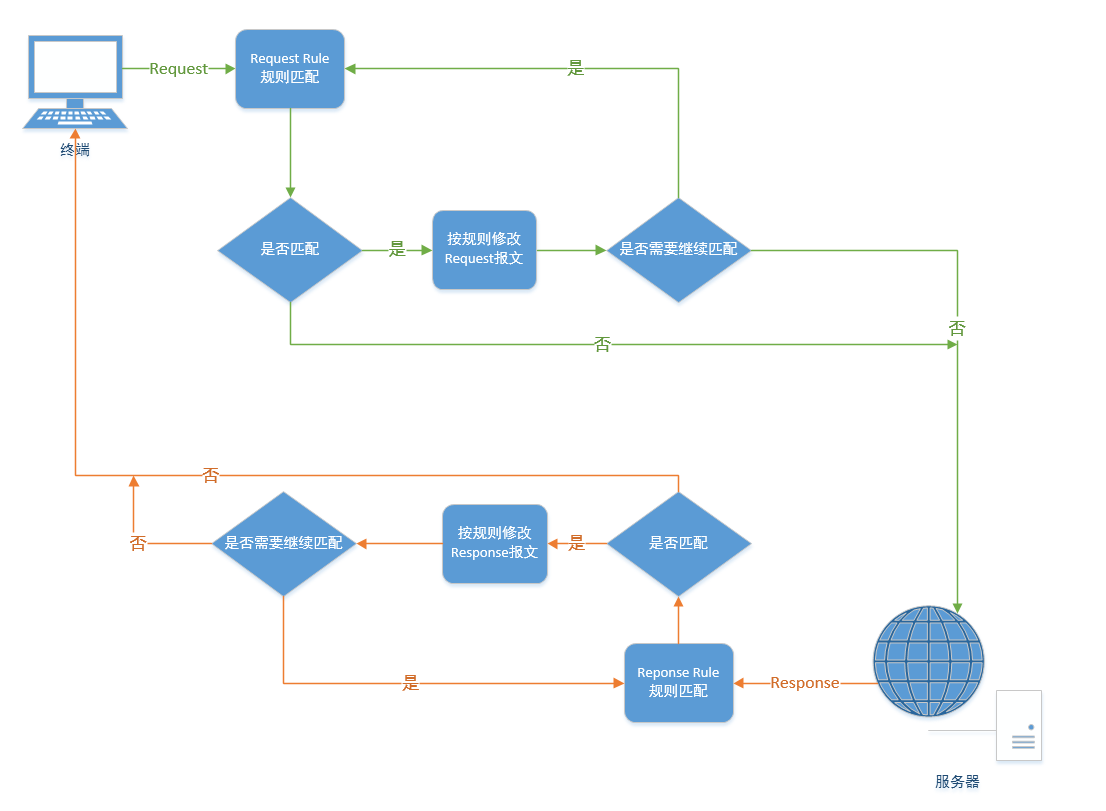 Request
Request Rule
规则匹配
是
终端
是否匹配
是
按规则修改
Request报文
是否需要继续匹配
否
否
否
否
是否需要继续匹配
按规则修改
Response报文
是
是否匹配
是
Reponse Rule
规则匹配
Response
服务器